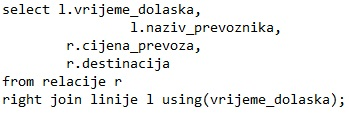 select l.vrijeme_dolaska,
l.naziv_prevoznika,
r.cijena_prevoza,
r.destinacija
from relacije r
right join linije l using(vrijeme_dolaska);